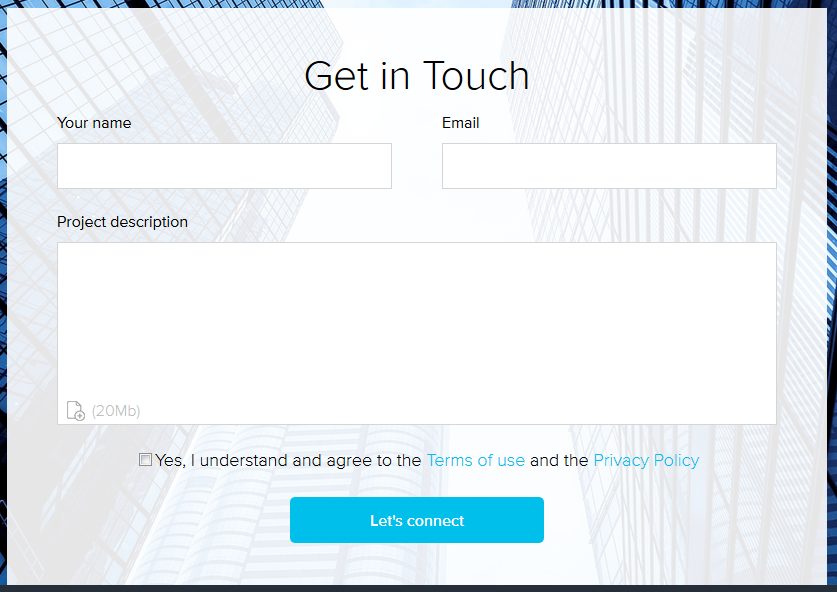 Get in Touch
Your name
Email
Project description
(20Mb)
Yes, I understand and agree to the Terms of use and the Privacy Policy
Let's connect